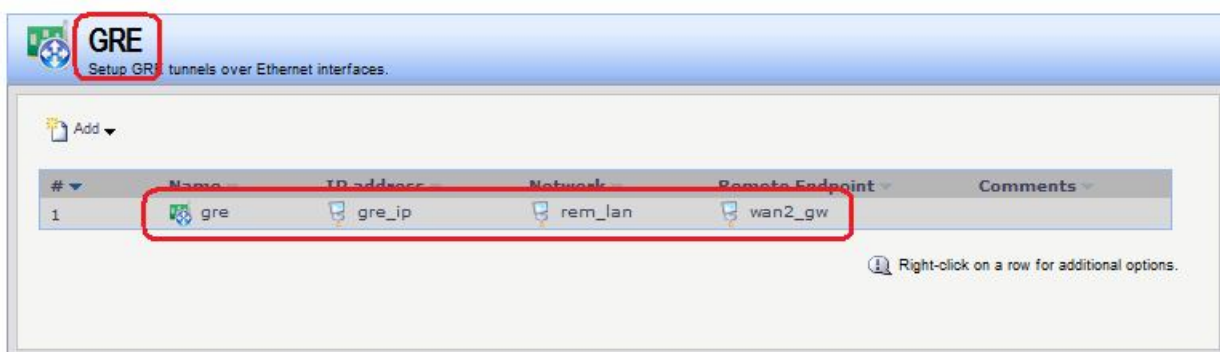 GRE
Setup GRE tunnels over Ethernet interfaces.
Add
# Name IP address Network Remote Endpoint Comments
1 gre gre_ip rem_lan wan2_gw
Right-click on a row for additional options.